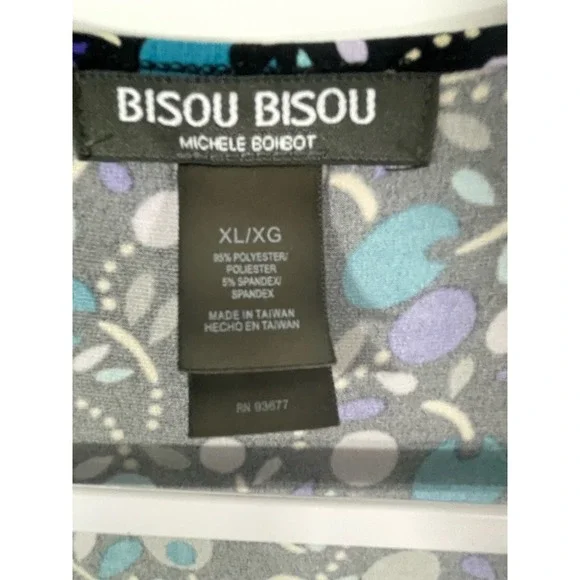 BISOU BISOU
MICHELE BOHBOT
XL/XG
95% POLYESTER/
POLIESTER
5% SPANDEX/
SPANDEX
MADE IN TAIWAN
HECHO EN TAIWAN
RN 93677